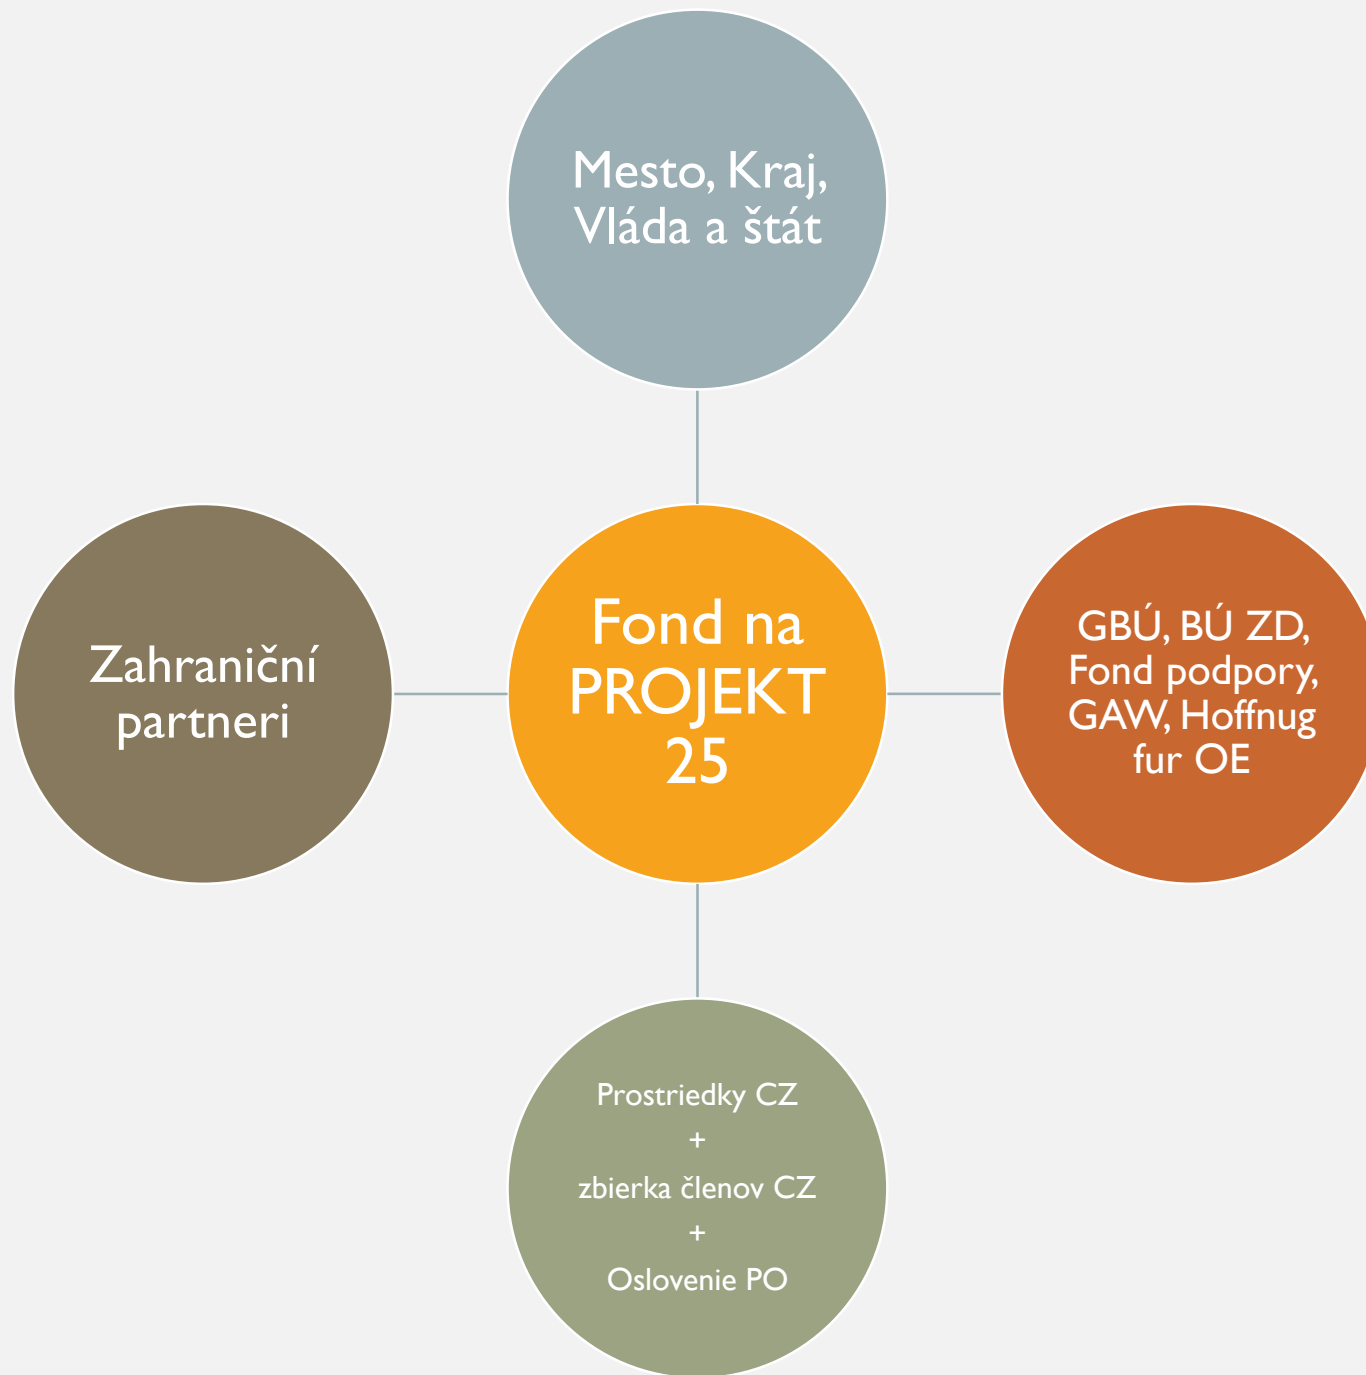 Mesto, Kraj,
Vláda a štát
Zahraniční
partneri
Fond na
PROJEKT
25
GBÚ, BÚ ZD,
Fond podpory,
GAW, Hoffnug
fur OE
Prostriedky CZ
+
zbierka členov CZ
+
Oslovenie PO